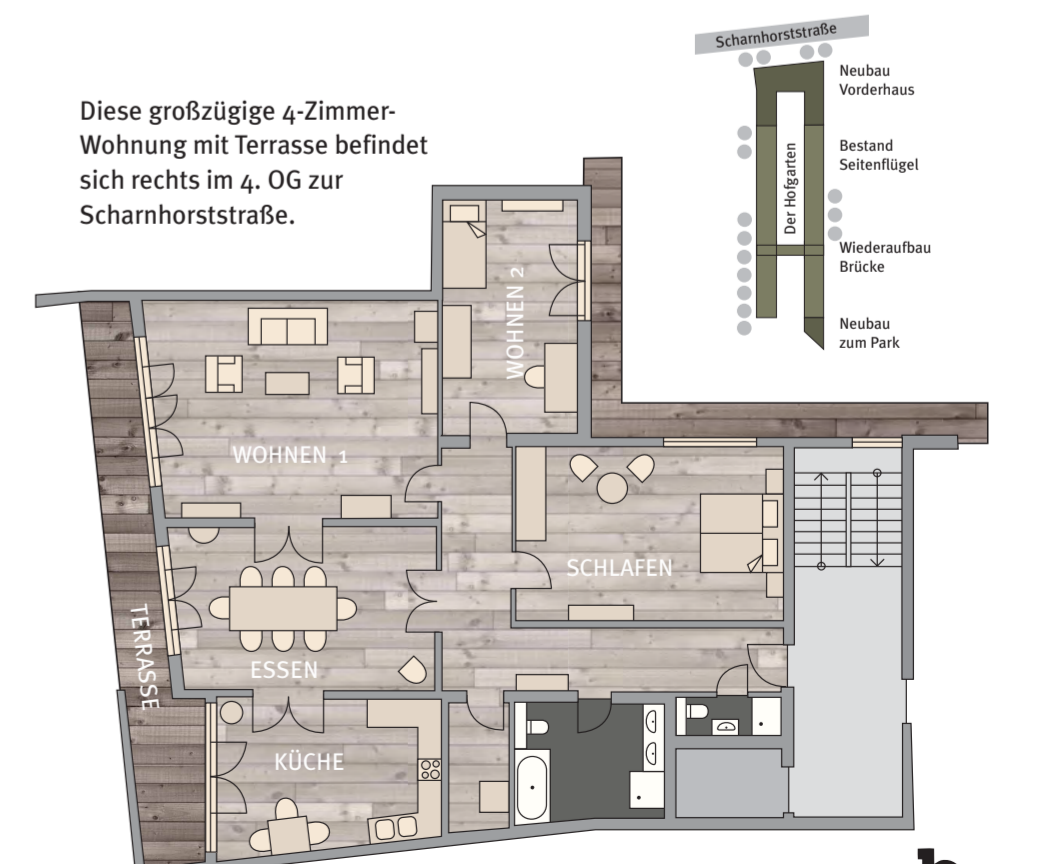 Diese großzügige 4-Zimmer-
Wohnung mit Terrasse befindet
sich rechts im 4. OG zur
Scharnhorststraße.
Scharnhorststraße
Neubau
Vorderhaus
Bestand
Seitenflügel
Der Hofgarten
Wiederaufbau
Brücke
Neubau
zum Park
WOHNEN 2
WOHNEN 1
SCHLAFEN
TERRASSE
ESSEN
KÜCHE